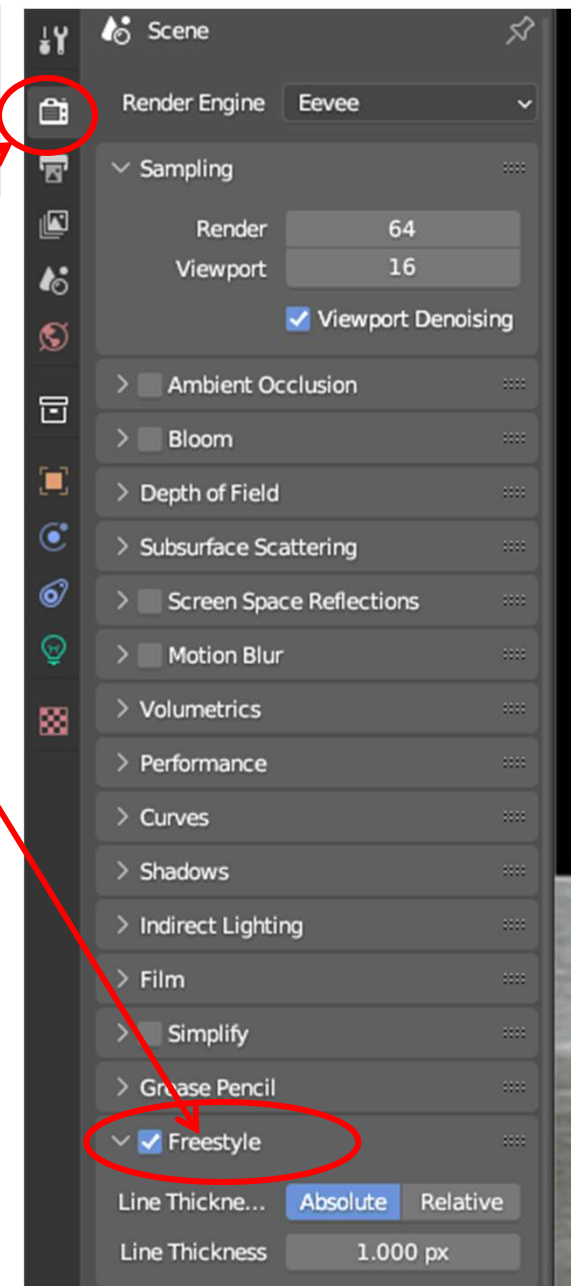 Scene
Render Engine Eevee
Sampling
Render 64
Viewport 16
Viewport Denoising
Ambient Occlusion
Bloom
Depth of Field
Subsurface Scattering
Screen Space Reflections
Motion Blur
Volumetrics
Performance
Curves
Shadows
Indirect Lighting
Film
Simplify
Grease Pencil
Freestyle
Line Thickne... Absolute Relative
Line Thickness 1.000 px